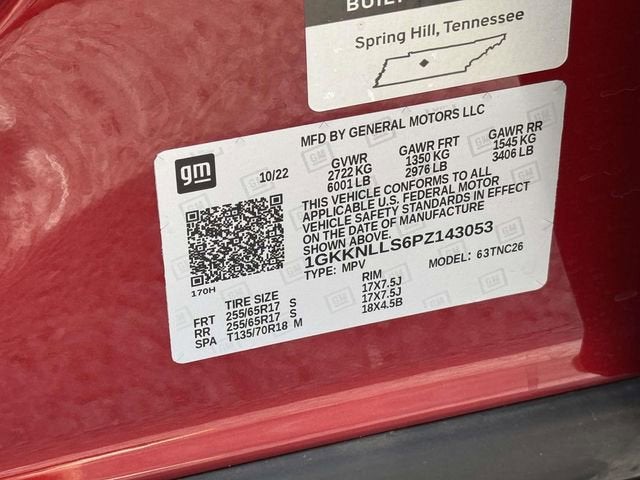 BUIL
Spring Hill, Tennessee
MFD BY GENERAL MOTORS LLC
gm
10/22
GVWR
2722 KG
6001 LB
GAWR FRT
1350 KG
2976 LB
GAWR RR
1545 KG
3406 LB
THIS VEHICLE CONFORMS TO ALL
APPLICABLE U.S. FEDERAL MOTOR
VEHICLE SAFETY STANDARDS IN EFFECT
ON THE DATE OF MANUFACTURE
SHOWN ABOVE.
1GKKNLLS6PZ143053
TYPE: MPV MODEL: 63TNC26
170H
TIRE SIZE RIM
FRT 255/65R17 S 17X7.5J
RR 255/65R17 S 17X7.5J
SPA T135/70R18 M 18X4.5B